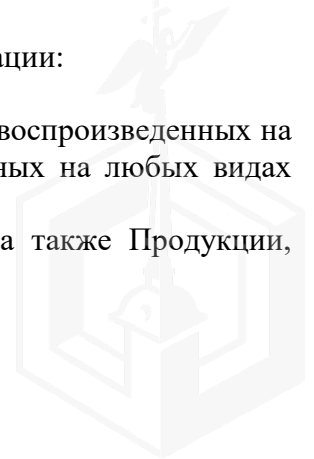 ации:
воспроизведенных на
ных на любых видах
а также Продукции,